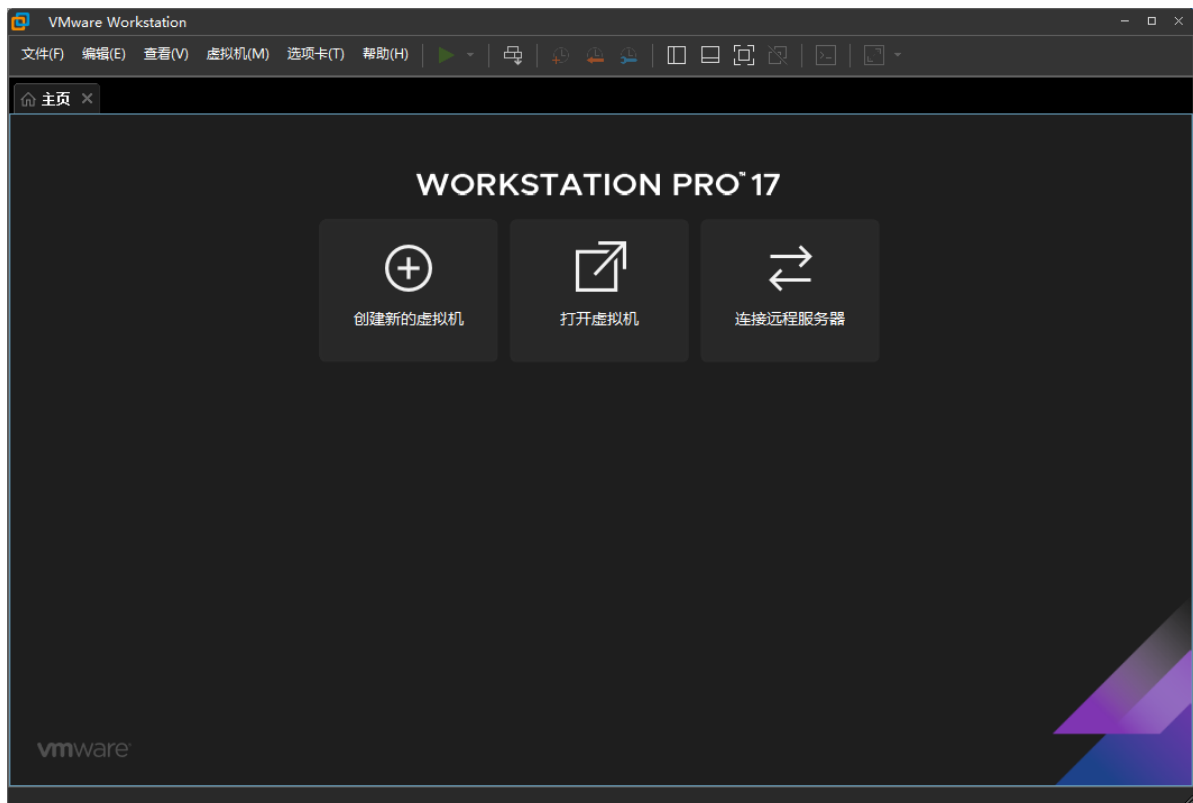 VMware Workstation
文件(F) 编辑(E) 查看(V) 虚拟机(M) 选项卡(T) 帮助(H)
主页
WORKSTATION PRO™ 17
创建新的虚拟机 打开虚拟机 连接远程服务器
vmware